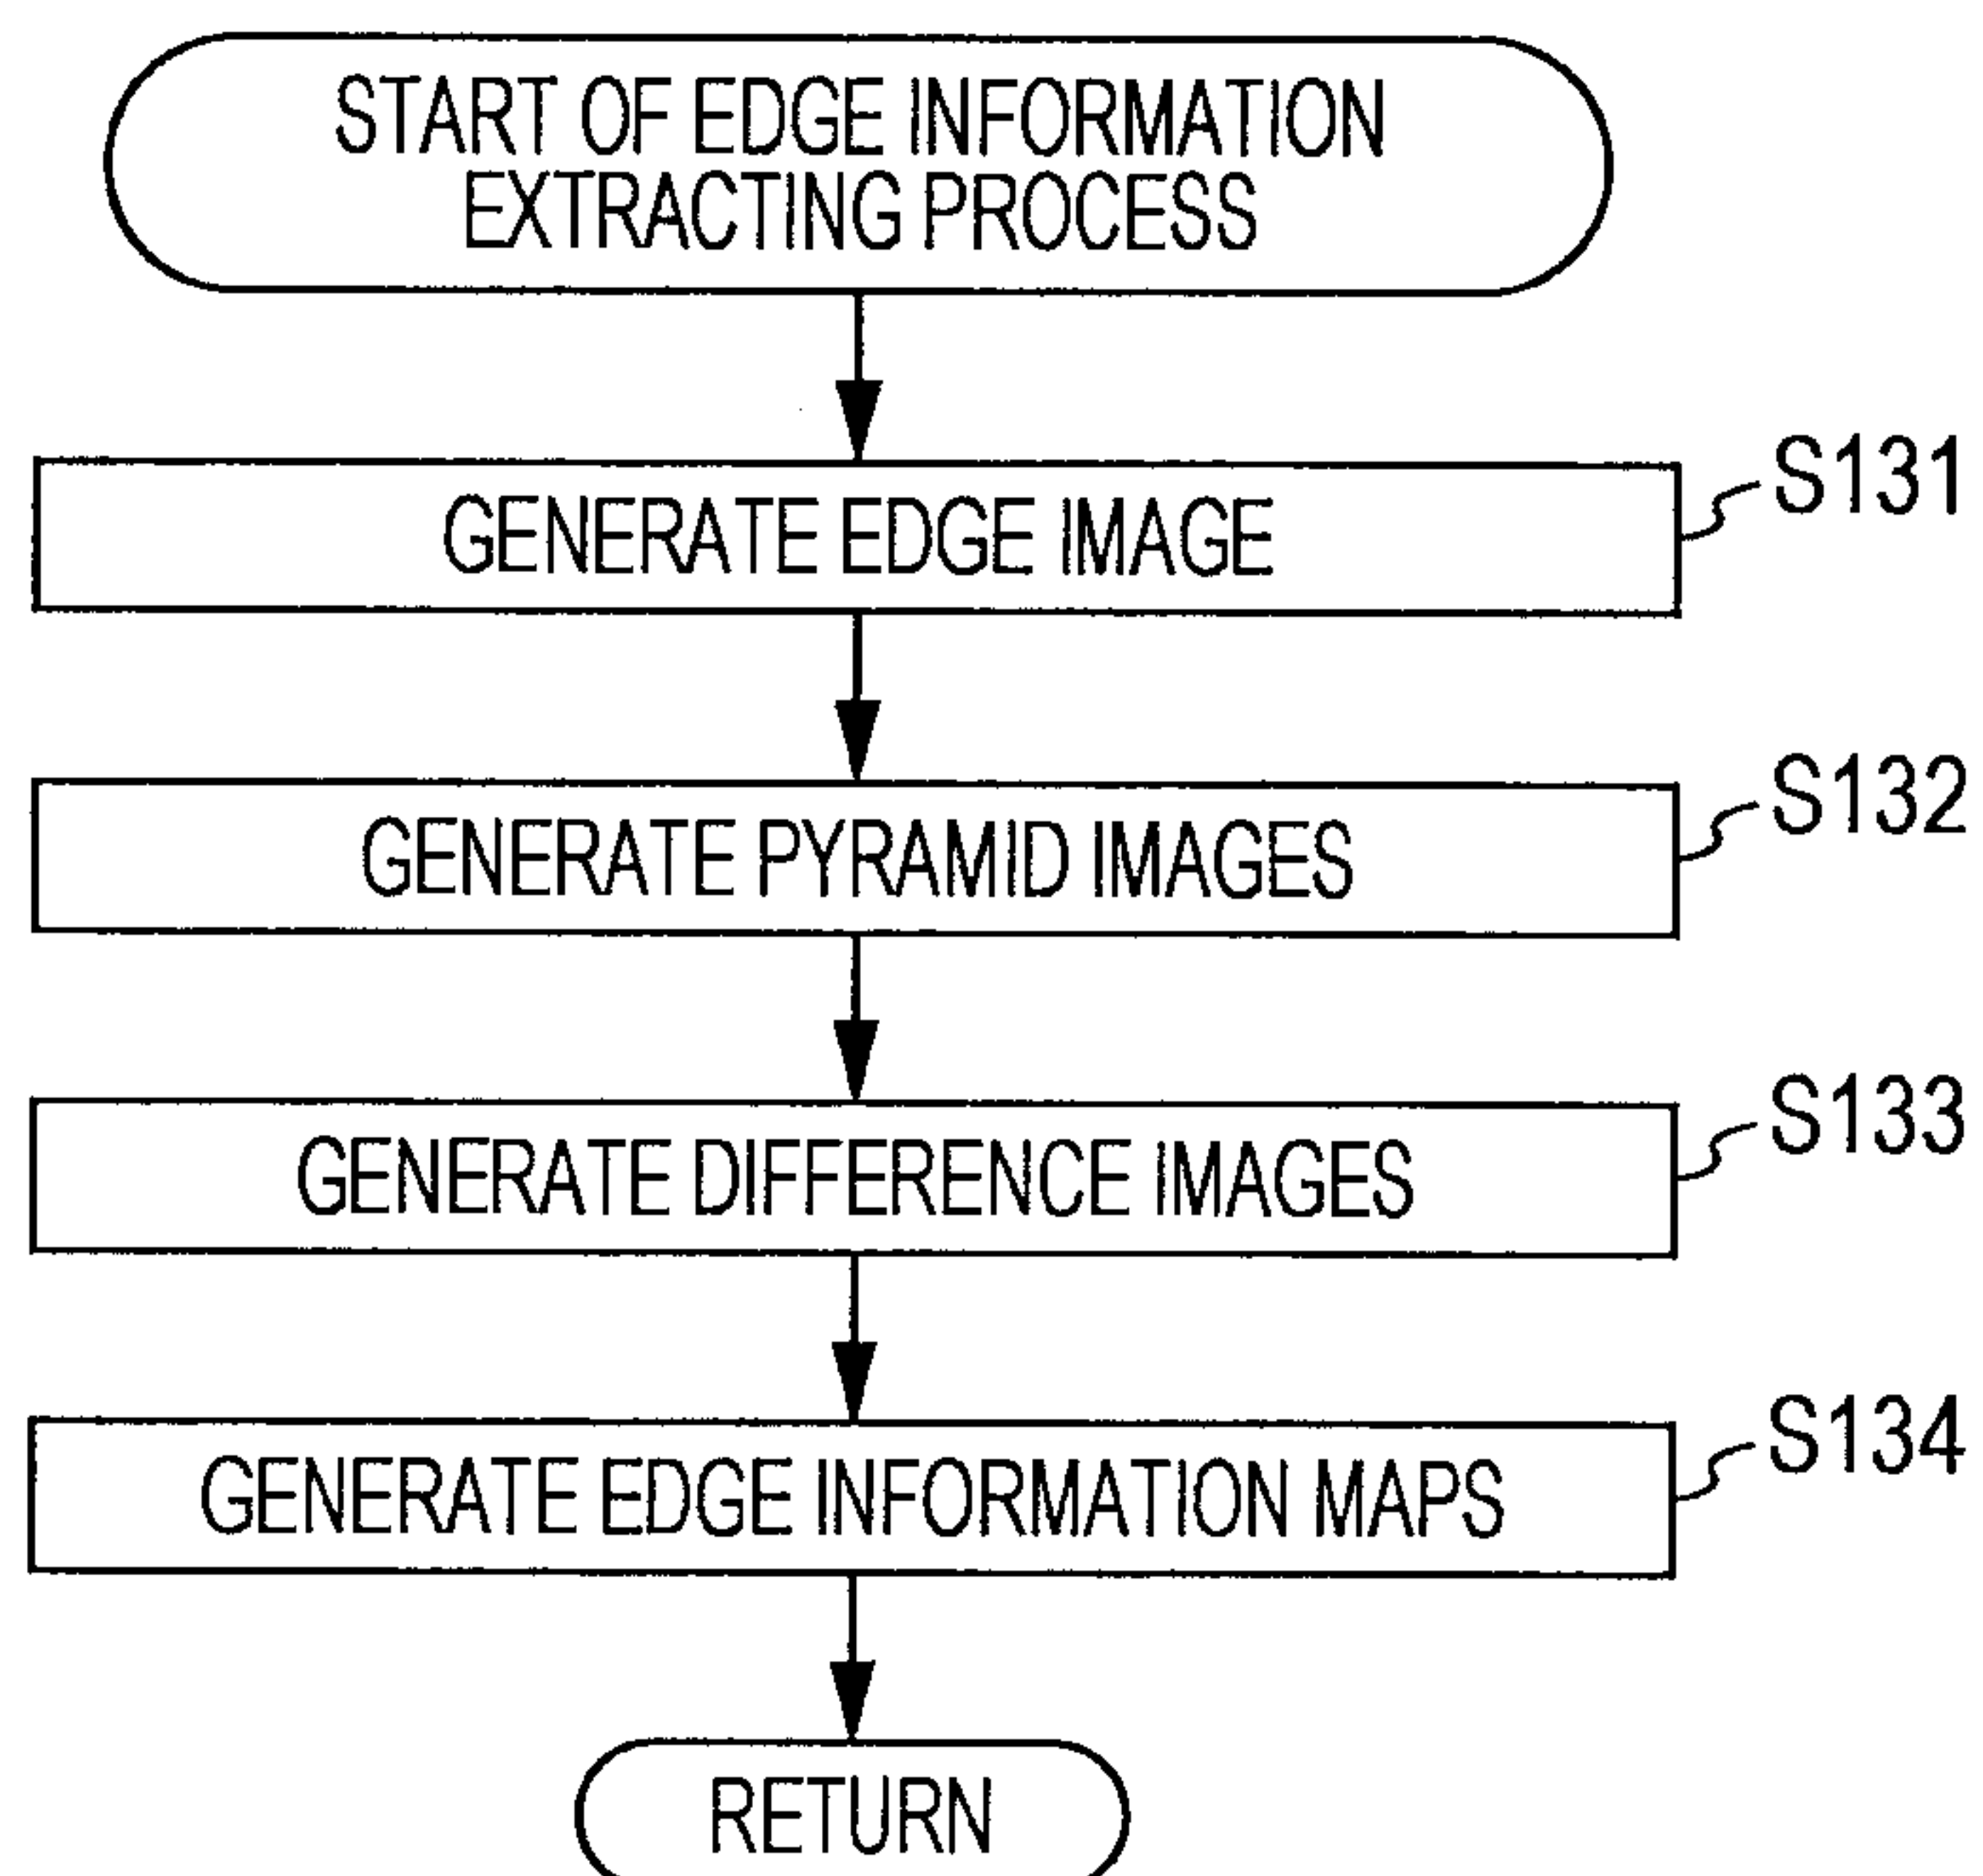 START OF EDGE INFORMATION
EXTRACTING PROCESS
GENERATE EDGE IMAGE
S131
GENERATE PYRAMID IMAGES
S132
GENERATE DIFFERENCE IMAGES
S133
GENERATE EDGE INFORMATION MAPS
S134
RETURN